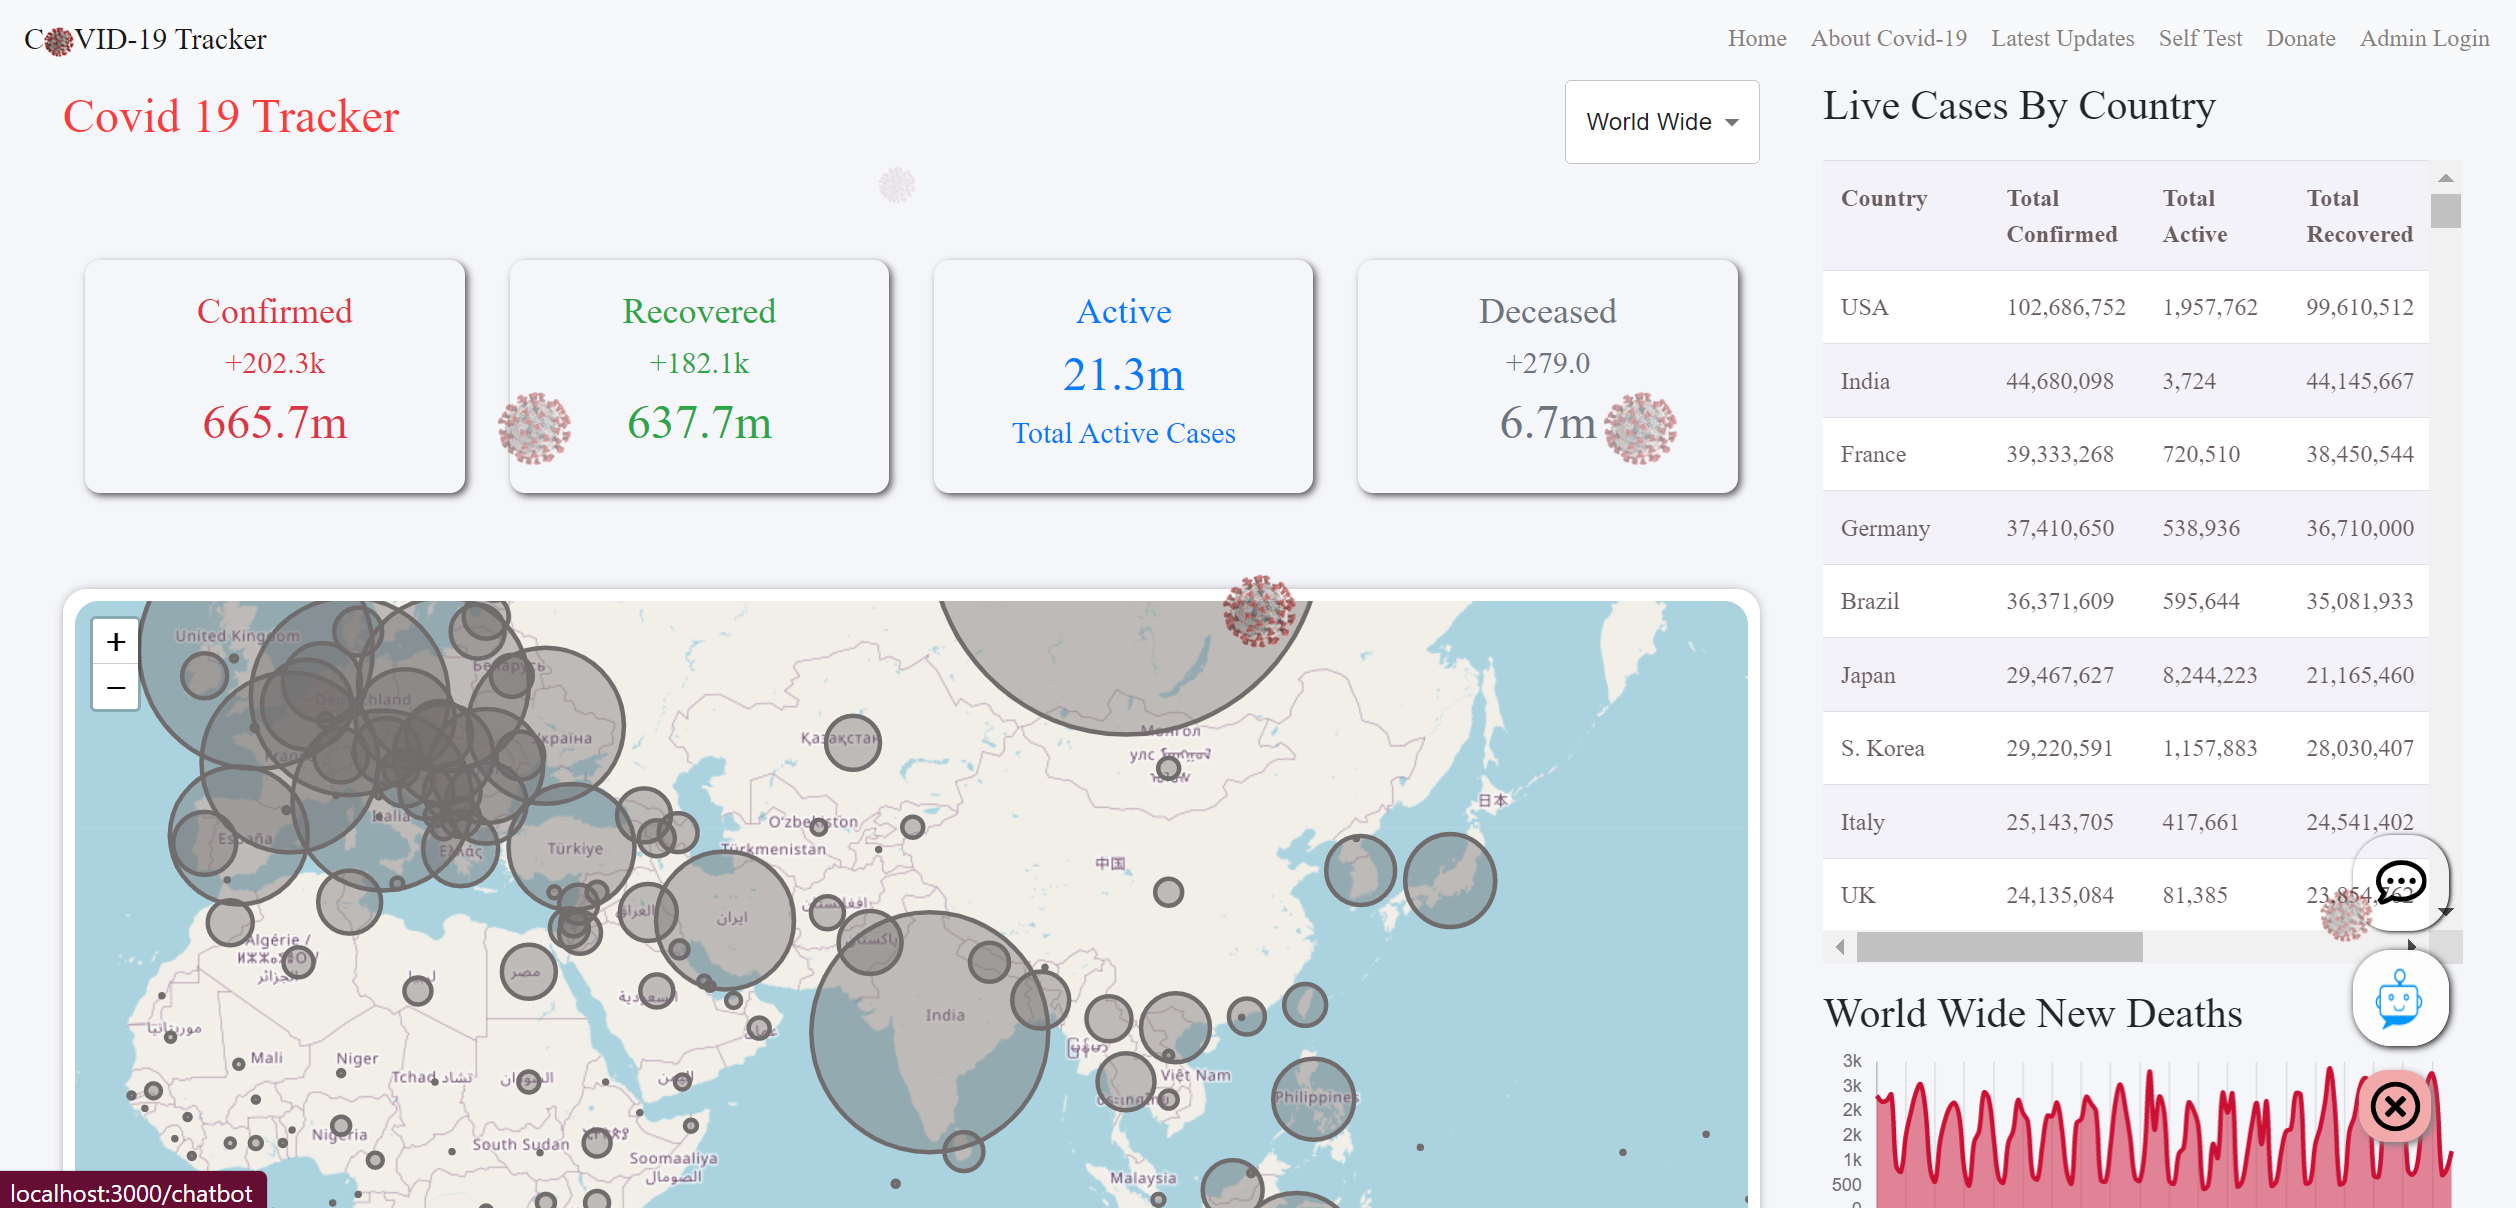 COVID-19 Tracker
Home About Covid-19 Latest Updates Self Test Donate Admin Login
Covid 19 Tracker
World Wide
Confirmed
+202.3k
665.7m
Recovered
+182.1k
637.7m
Active
21.3m
Total Active Cases
Deceased
+279.0
6.7m
+
−
United Kingdom
Беларусь
Deutschland
France
Україна
Қазақстан
Монгол
улс
Italia
España
Ελλάς
Türkiye
O'zbekiston
Türkmenistan
中国
日本
افغانستان
پاکستان
ایران
العراق
Algérie /
الجزائر
ليبيا
مصر
السعودية
India
موريتانيا
Mali
Niger
Tchad تشاد
السودان
اليمن
عمان
Việt Nam
Philippines
Nigeria
South Sudan
Soomaaliya
الصومال
Malaysia
localhost:3000/chatbot
Live Cases By Country
Country Total Confirmed Total Active Total Recovered
USA 102,686,752 1,957,762 99,610,512
India 44,680,098 3,724 44,145,667
France 39,333,268 720,510 38,450,544
Germany 37,410,650 538,936 36,710,000
Brazil 36,371,609 595,644 35,081,933
Japan 29,467,627 8,244,223 21,165,460
S. Korea 29,220,591 1,157,883 28,030,407
Italy 25,143,705 417,661 24,541,402
UK 24,135,084 81,385 23,854,762
World Wide New Deaths
3k
3k
2k
2k
1k
500
0